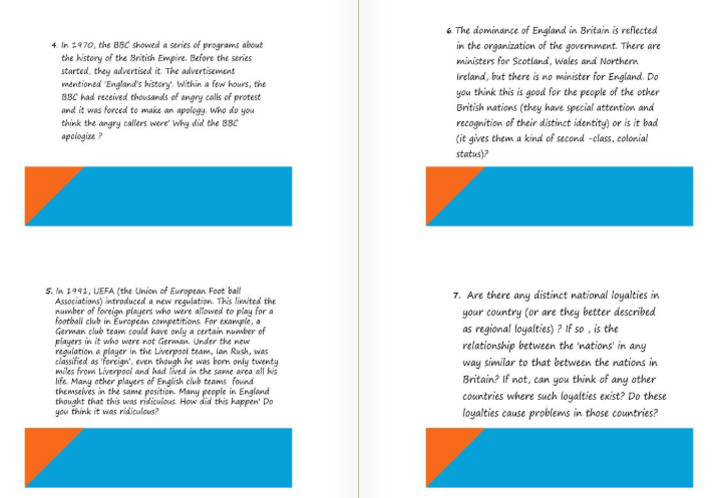 4. In 1970, the BBC showed a series of programs about
the history of the British Empire. Before the series
started, they advertised it. The advertisement
mentioned 'England's history'. Within a few hours, the
BBC had received thousands of angry calls of protest
and it was forced to make an apology. Who do you
think the angry callers were' Why did the BBC
apologize ?
5. In 1991, UEFA (the Union of European Foot ball
Associations) introduced a new regulation. This limited the
number of foreign players who were allowed to play for a
football club in European competitions. For example, a
German club team could have only a certain number of
players in it who were not German. Under the new
regulation a player in the Liverpool team, Ian Rush, was
classified as 'foreign', even though he was born only twenty
miles from Liverpool and had lived in the same area all his
life. Many other players of English club teams found
themselves in the same position. Many people in England
thought that this was ridiculous. How did this happen' Do
you think it was ridiculous?
6. The dominance of England in Britain is reflected
in the organization of the government. There are
ministers for Scotland, Wales and Northern
Ireland, but there is no minister for England. Do
you think this is good for the people of the other
British nations (they have special attention and
recognition of their distinct identity) or is it bad
(it gives them a kind of second -class, colonial
status)?
7. Are there any distinct national loyalties in
your country (or are they better described
as regional loyalties) ? If so , is the
relationship between the 'nations' in any
way similar to that between the nations in
Britain? If not, can you think of any other
countries where such loyalties exist? Do these
loyalties cause problems in those countries?